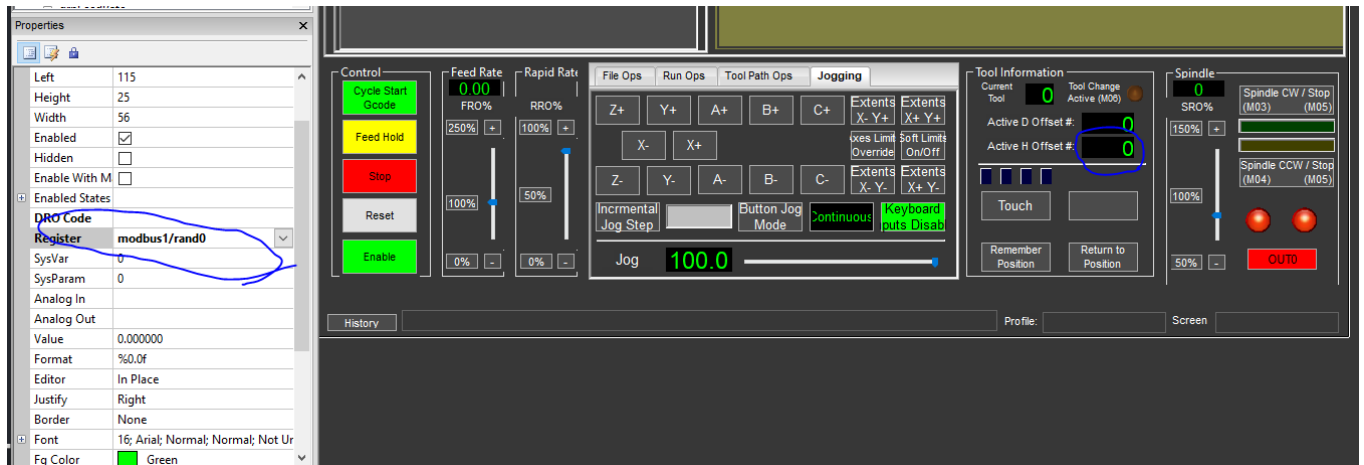 Properties
Left 115
Height 25
Width 56
Enabled
Hidden
Enable With M
Enabled States
DRO Code
Register modbus1/rand0
SysVar 0
SysParam 0
Analog In
Analog Out
Value 0.000000
Format %0.0f
Editor In Place
Justify Right
Border None
Font 16; Arial; Normal; Normal; Not Ur
Fg Color Green
Control
Cycle Start
Gcode
Feed Hold
Stop
Reset
Enable
Feed Rate
0.00
FRO%
250% +
100%
0% -
Rapid Rate
RRO%
100% +
50%
0% -
File Ops Run Ops Tool Path Ops Jogging
Z+ Y+ A+ B+ C+
Extents
X- Y+
Extents
X+ Y+
X- X+
xes Limit
Override
Soft Limits
On/Off
Z- Y- A- B- C-
Extents
X- Y-
Extents
X+ Y-
Incrmental
Jog Step
Button Jog
Mode
Continuous
Keyboard
puts Disab
Jog 100.0
Tool Information
Current
Tool
0
Tool Change
Active (M06)
Active D Offset #: 0
Active H Offset #: 0
Touch
Remember
Position
Return to
Position
Spindle
0
SRO%
150% +
100%
50% -
Spindle CW / Stop
(M03) (M05)
Spindle CCW / Stop
(M04) (M05)
OUT0
History
Profile:
Screen